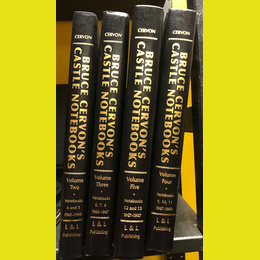 CERVON
BRUCE CERVON'S
CASTLE NOTEBOOKS
Volume
Two
Notebooks
L & L
Publishing
CERVON
BRUCE CERVON'S
CASTLE NOTEBOOKS
Volume
Three
Notebooks
L & L
Publishing
CERVON
BRUCE CERVON'S
CASTLE NOTEBOOKS
Volume
Five
Notebooks
12 and 13
1967
L & L
Publishing
CERVON
BRUCE CERVON'S
CASTLE NOTEBOOKS
Volume
Four
Notebooks
9, 10, 11
L & L
Publishing